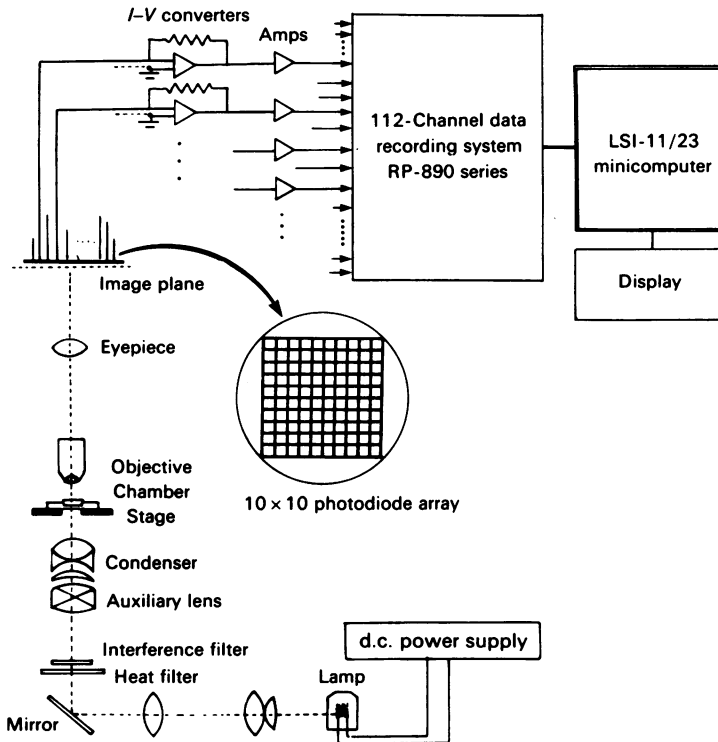 I–V converters
Amps
112-Channel data
recording system
RP-890 series
LSI-11/23
minicomputer
Display
Image plane
Eyepiece
Objective
Chamber
Stage
10 × 10 photodiode array
Condenser
Auxiliary lens
Interference filter
Heat filter
Mirror
Lamp
d.c. power supply